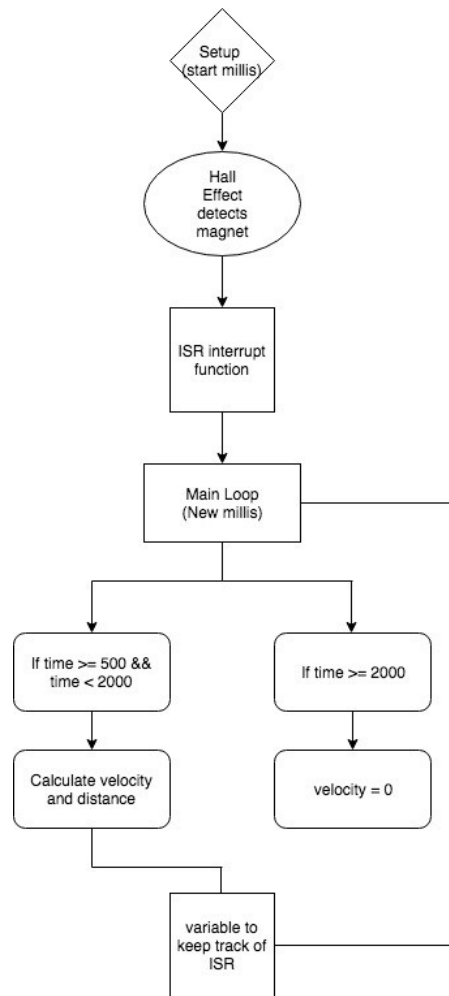 Setup
(start millis)
Hall
Effect
detects
magnet
ISR interrupt
function
Main Loop
(New millis)
If time >= 500 &&
time < 2000
If time >= 2000
Calculate velocity
and distance
velocity = 0
variable to
keep track of
ISR